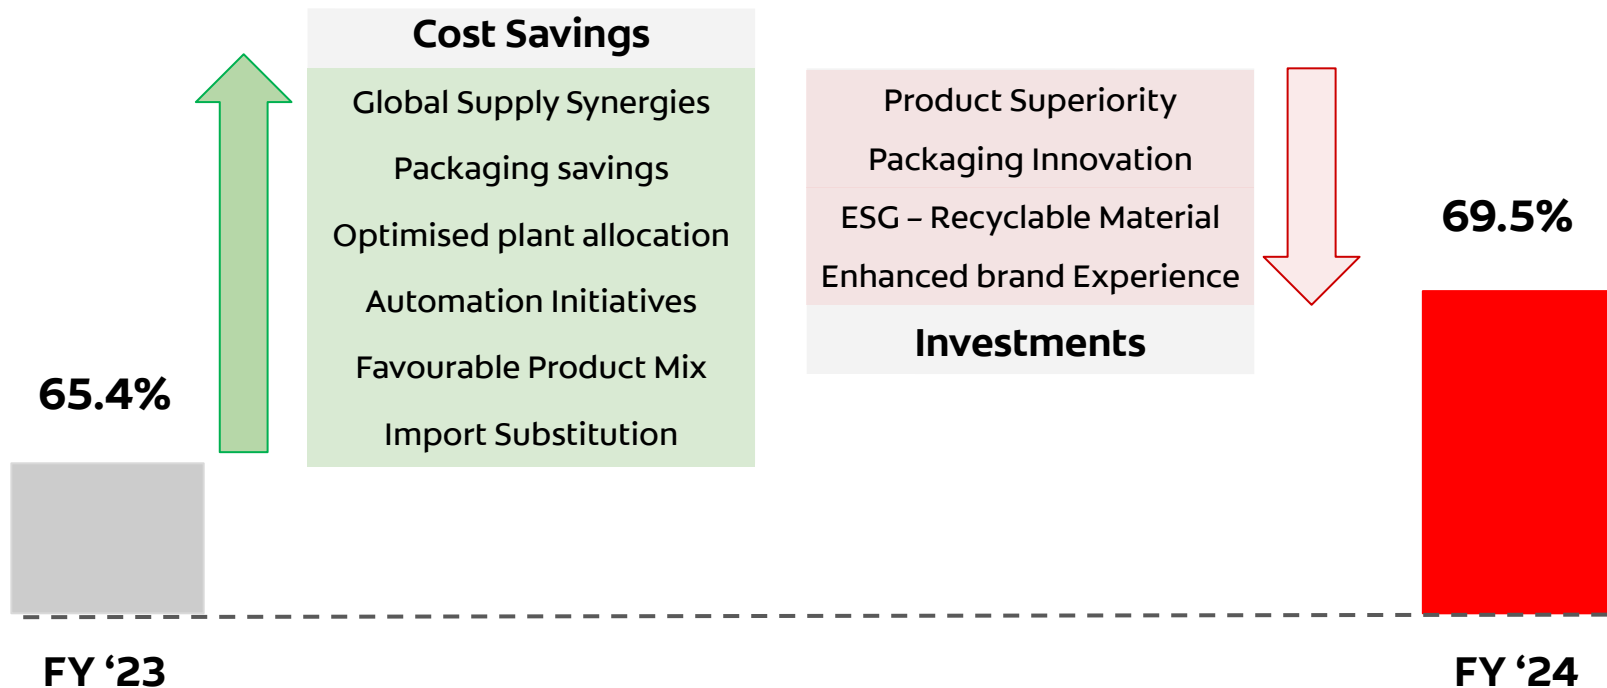 Cost Savings
Global Supply Synergies
Packaging savings
Optimised plant allocation
Automation Initiatives
Favourable Product Mix
Import Substitution
Product Superiority
Packaging Innovation
ESG – Recyclable Material
Enhanced brand Experience
Investments
65.4%
69.5%
FY ‘23
FY ‘24